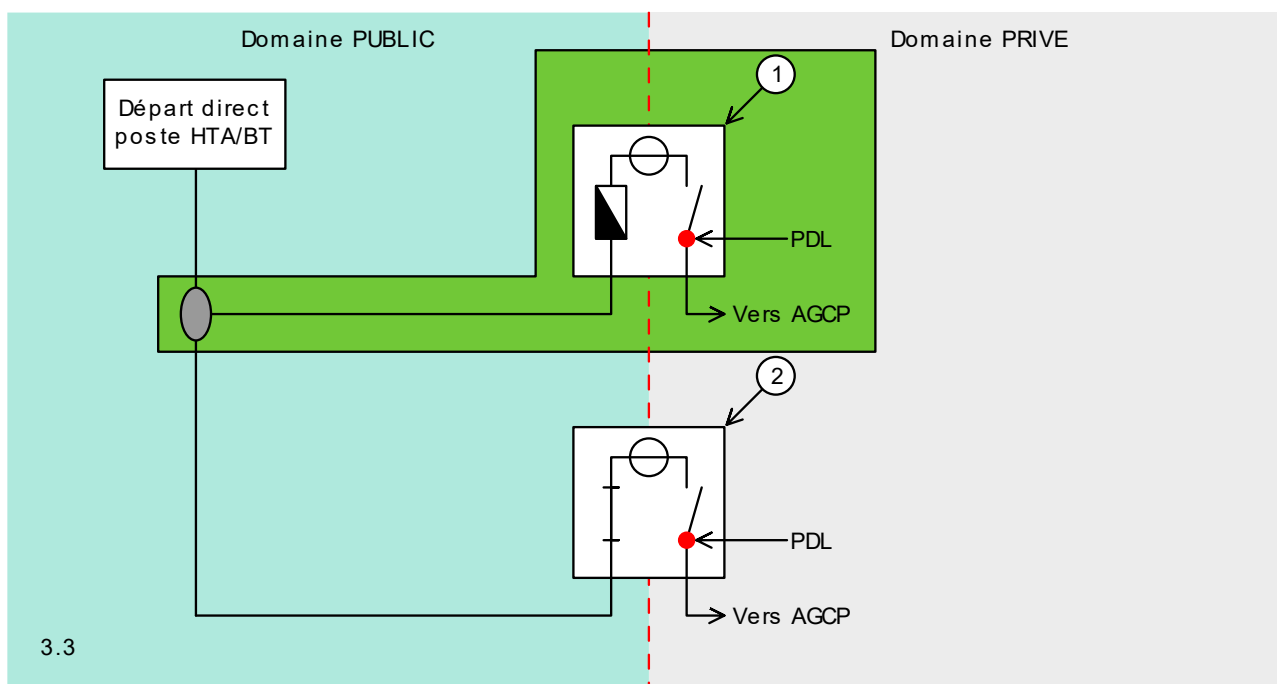 Domaine PUBLIC
Domaine PRIVE
Départ direct
poste HTA/BT
1
PDL
Vers AGCP
2
PDL
Vers AGCP
3.3